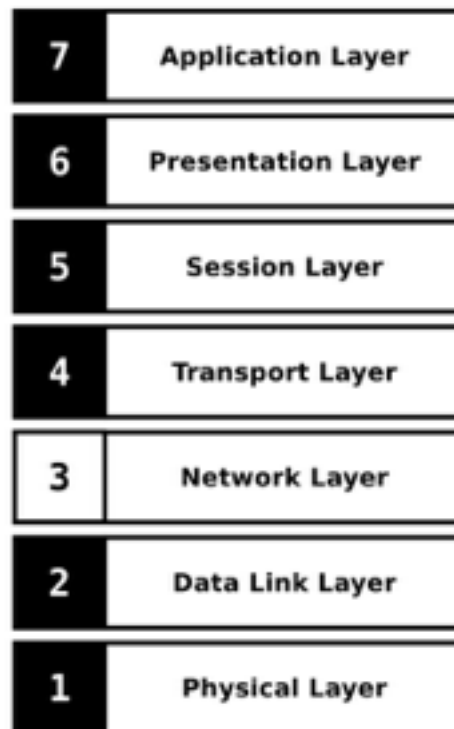 7 Application Layer
6 Presentation Layer
5 Session Layer
4 Transport Layer
3 Network Layer
2 Data Link Layer
1 Physical Layer